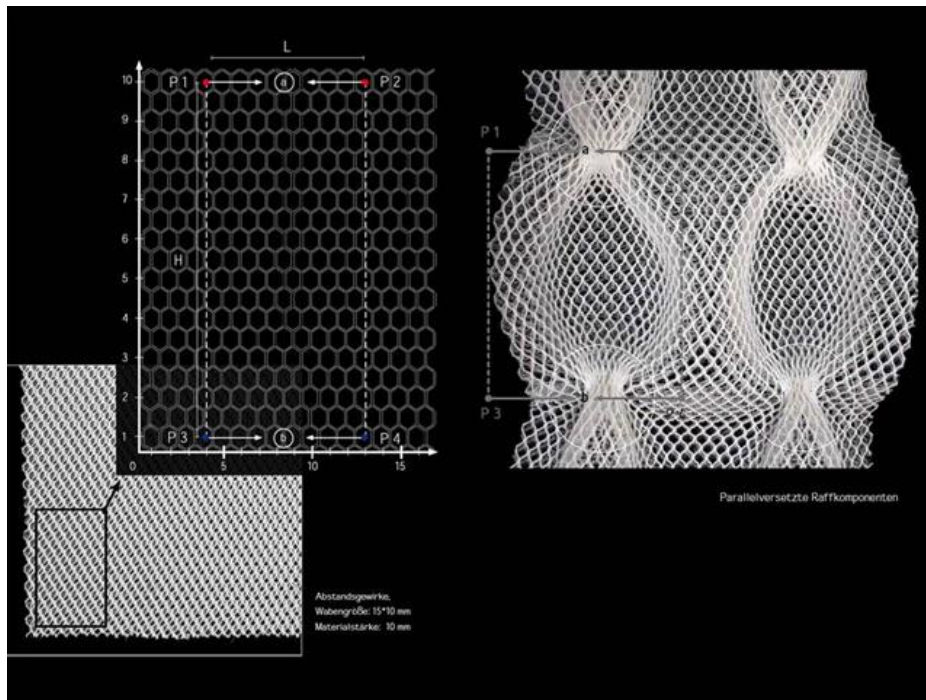 L
10
P 1
a
P 2
9
8
7
6
H
5
4
3
2
1
P 3
b
P 4
0
5
10
15
P 1
a
P 3
b
Parallelversetzte Raffkomponenten
Abstandsgewirke,
Wabengröße: 15*10 mm
Materialstärke: 10 mm